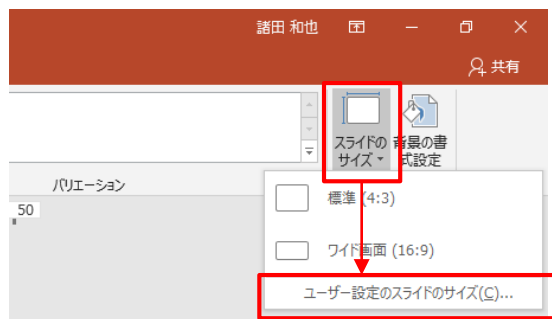 諸田 和也
共有
スライドの
サイズ
背景の書
式設定
バリエーション
50
標準 (4:3)
ワイド画面 (16:9)
ユーザー設定のスライドのサイズ(C)...